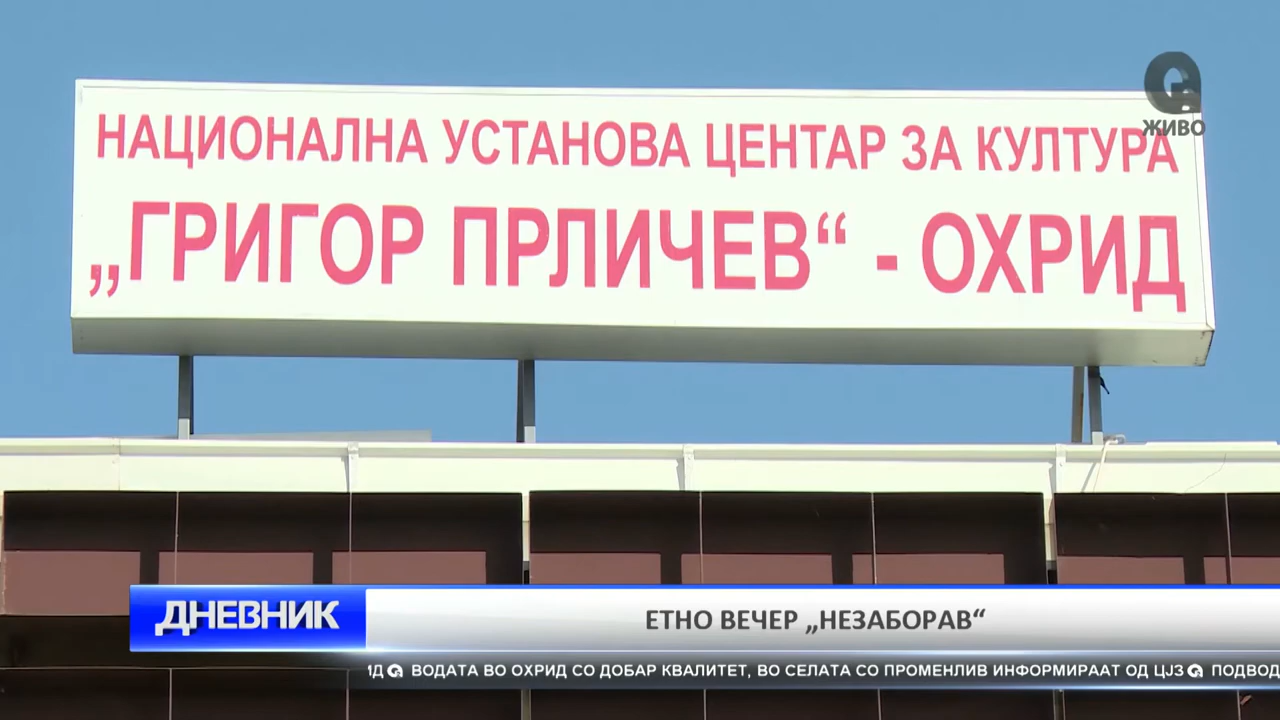 ЖИВО
НАЦИОНАЛНА УСТАНОВА ЦЕНТАР ЗА КУЛТУРА
„ГРИГОР ПРЛИЧЕВ“ - ОХРИД
ДНЕВНИК
ЕТНО ВЕЧЕР „НЕЗАБОРАВ“
ВОДАТА ВО ОХРИД СО ДОБАР КВАЛИТЕТ, ВО СЕЛАТА СО ПРОМЕНЛИВ ИНФОРМИРААТ ОД ЦЈЗ